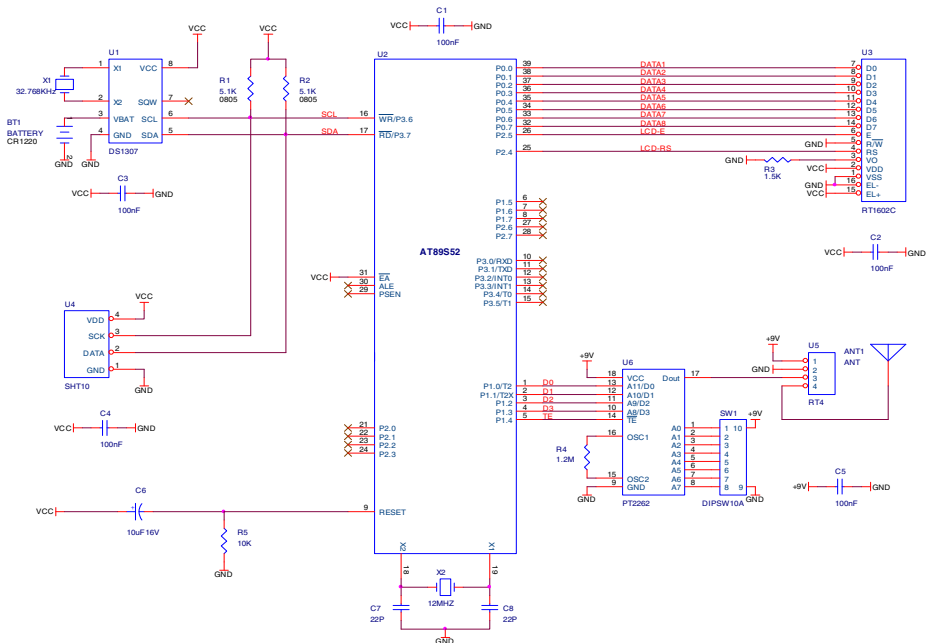 C1
VCC GND
100nF
VCC
VCC
U1
1 X1 VCC 8
X1
32.768KHz
2 X2 SQW 7
3 VBAT SCL 6
4 GND SDA 5
DS1307
BT1
BATTERY
CR1220
2
GND GND
R1
5.1K
0805
R2
5.1K
0805
SCL
SDA
C3
VCC GND
100nF
U2
AT89S52
16 WR/P3.6
17 RD/P3.7
VCC 31 EA
30 ALE
29 PSEN
21 P2.0
22 P2.1
23 P2.2
24 P2.3
9 RESET
X2 X1
18 19
P0.0 39 DATA1 7 D0
P0.1 38 DATA2 8 D1
P0.2 37 DATA3 9 D2
P0.3 36 DATA4 10 D3
P0.4 35 DATA5 11 D4
P0.5 34 DATA6 12 D5
P0.6 33 DATA7 13 D6
P0.7 32 DATA8 14 D7
P2.5 26 LCD-E 6 E
GND 5 R/W
P2.4 25 LCD-RS 4 RS
GND 3 VO
R3
1.5K
VCC 2 VDD
1 VSS
GND 16 EL-
VCC 15 EL+
U3
RT1602C
P1.5 6
P1.6 7
P1.7 8
P2.6 27
P2.7 28
P3.0/RXD 10
P3.1/TXD 11
P3.2/INT0 12
P3.3/INT1 13
P3.4/T0 14
P3.5/T1 15
C2
VCC GND
100nF
U4
VCC
VDD 4
SCK 3
DATA 2
GND 1
SHT10
GND
C4
VCC GND
100nF
P1.0/T2 1 D0 13 A11/D0
P1.1/T2X 2 D1 12 A10/D1
P1.2 3 D2 11 A9/D2
P1.3 4 D3 10 A8/D3
P1.4 5 TE 14 TE
+9V
U6
18 VCC Dout 17
16 OSC1
15 OSC2
9 GND
R4
1.2M
GND
PT2262
A0 1
A1 2
A2 3
A3 4
A4 5
A5 6
A6 7
A7 8
SW1
+9V
1 10
2
3
4
5
6
7
8 9
GND
DIPSW10A
+9V
GND
U5
1
2
3
4
RT4
ANT1
ANT
C5
+9V GND
100nF
C6
VCC
10uF16V
R5
10K
GND
X2
12MHZ
C7
22P
C8
22P
GND